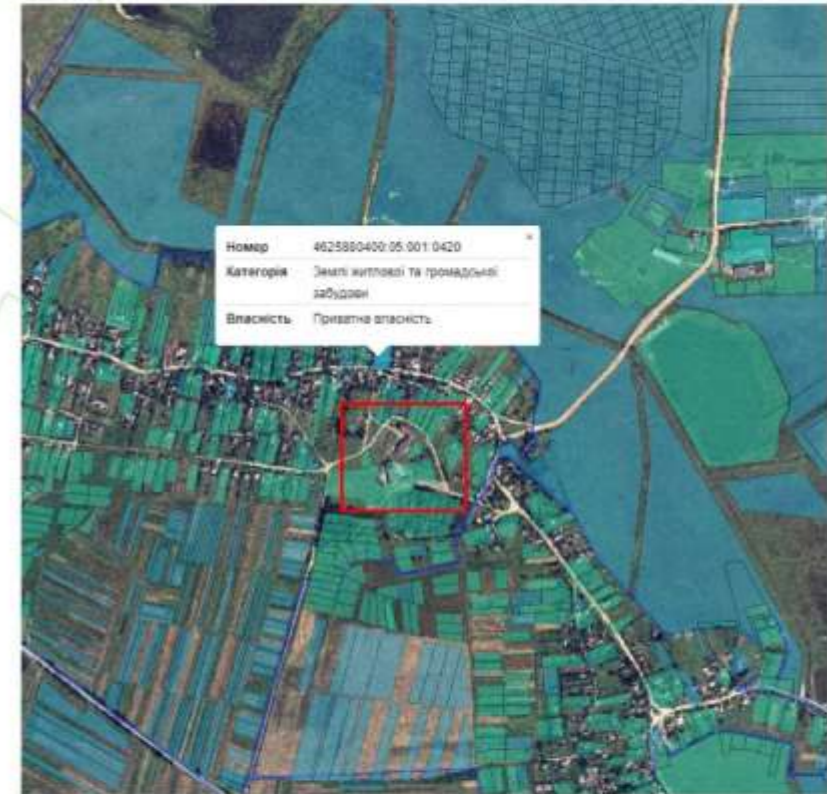 Номер 4625880400:05:001:0420
Категорія Землі житлової та громадської
забудови
Власність Приватна власність